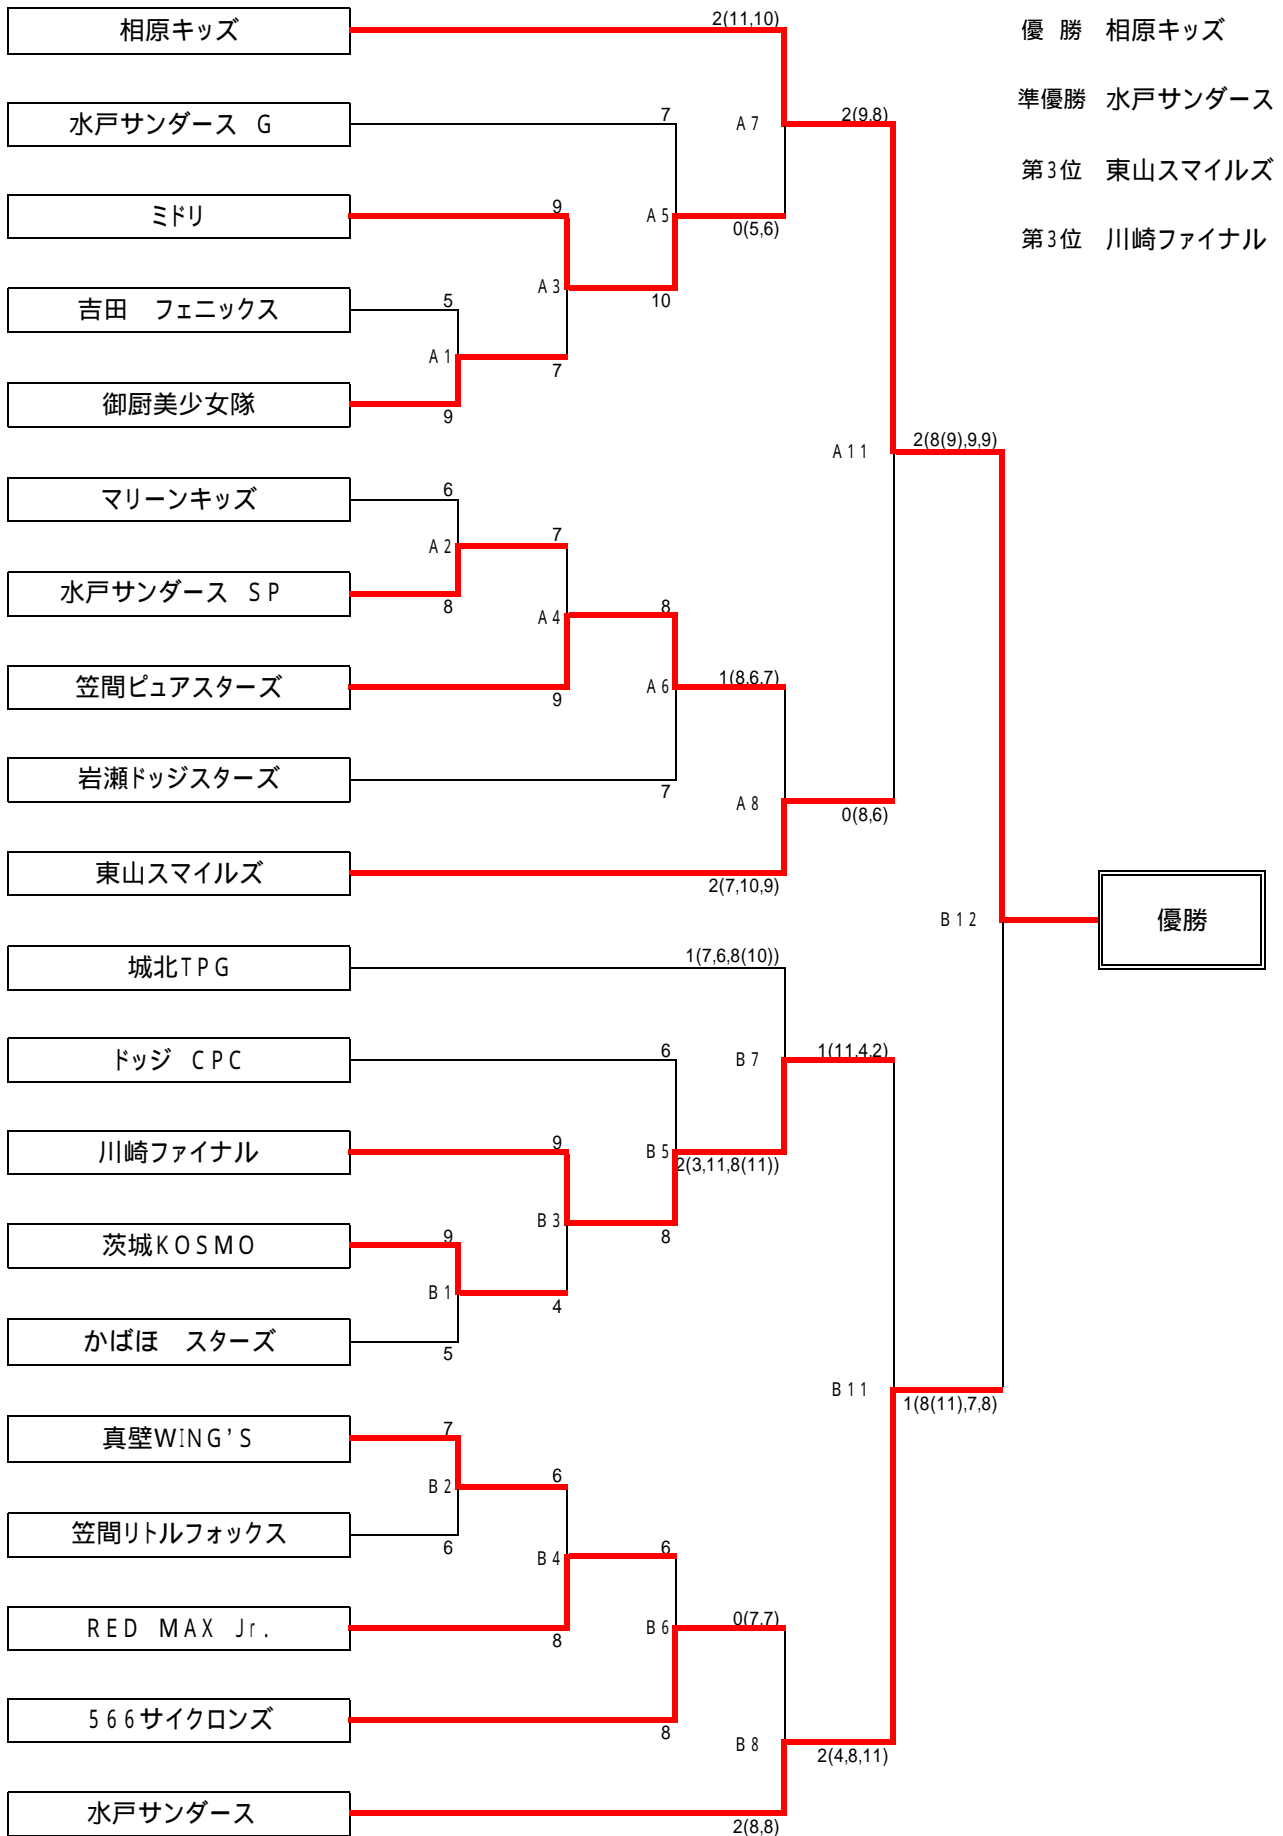 相原キッズ
2(11,10)
優 勝 相原キッズ
水戸サンダース G
7
A7
2(9,8)
準優勝 水戸サンダース
第3位 東山スマイルズ
ミドリ
9
A5
0(5,6)
第3位 川崎ファイナル
A3
10
吉田 フェニックス
5
A1
7
御厨美少女隊
9
A11
2(8(9),9,9)
マリーンキッズ
6
A2
7
水戸サンダース SP
8
A4
8
笠間ピュアスターズ
9
A6
1(8,6,7)
岩瀬ドッジスターズ
7
A8
0(8,6)
東山スマイルズ
2(7,10,9)
B12
優勝
城北TPG
1(7,6,8(10))
ドッジ CPC
6
B7
1(11,4,2)
川崎ファイナル
9
B5
2(3,11,8(11))
B3
8
茨城KOSMO
9
B1
4
かばほ スターズ
5
B11
1(8(11),7,8)
真壁WING'S
7
B2
6
笠間リトルフォックス
6
B4
6
RED MAX Jr.
8
B6
0(7,7)
566サイクロンズ
8
B8
2(4,8,11)
水戸サンダース
2(8,8)